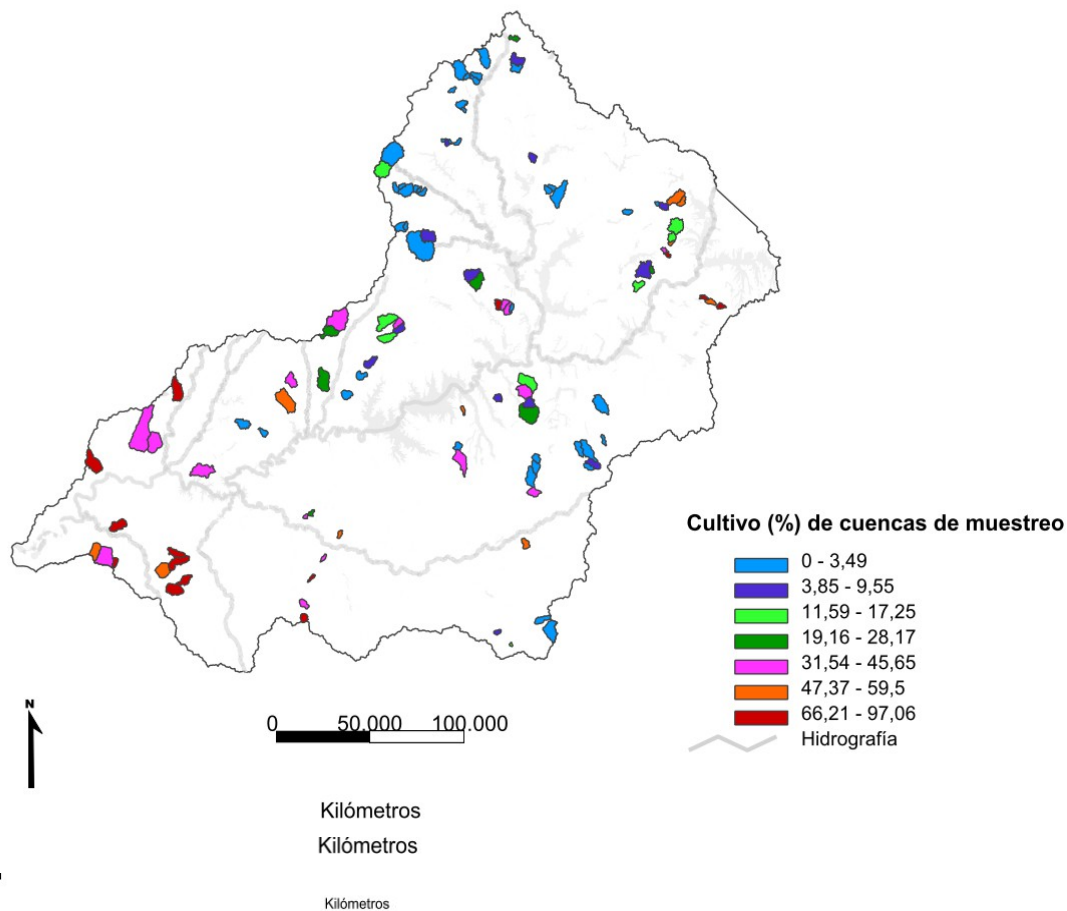 Cultivo (%) de cuencas de muestreo
0 - 3,49
3,85 - 9,55
11,59 - 17,25
19,16 - 28,17
31,54 - 45,65
47,37 - 59,5
66,21 - 97,06
Hidrografía
N
0 50.000 100.000
Kilómetros
Kilómetros
Kilómetros